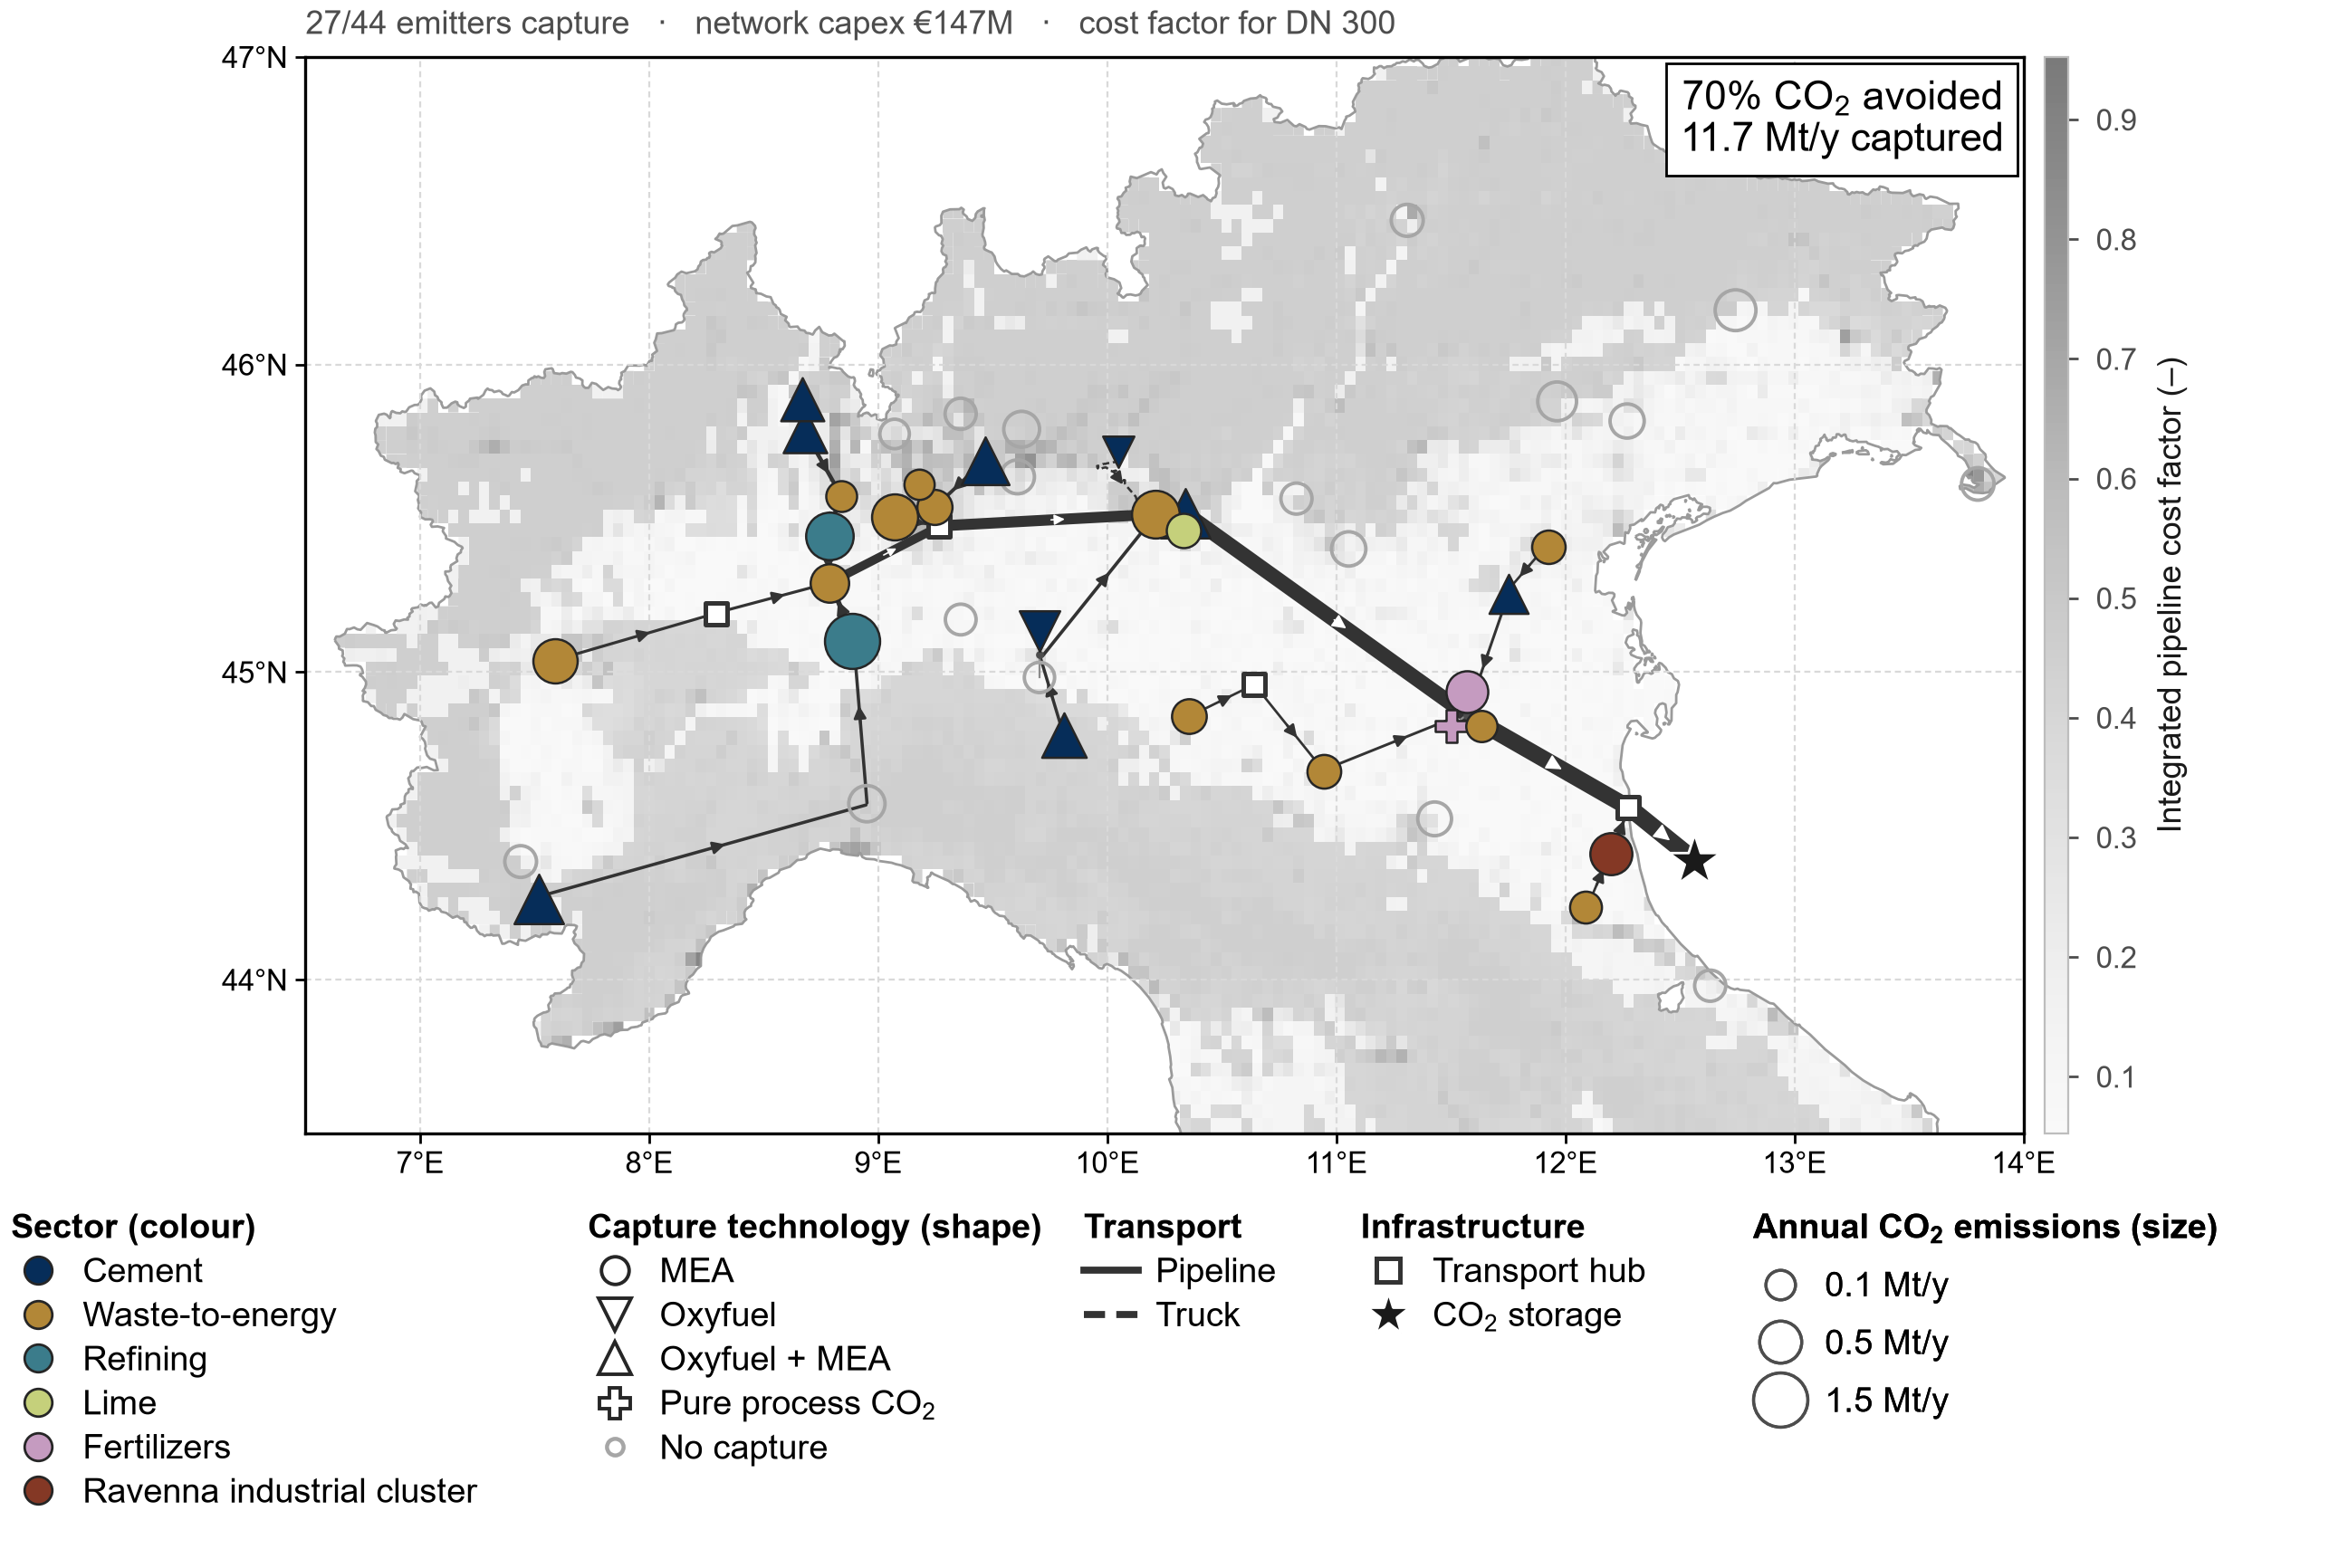 27/44 emitters capture · network capex €147M · cost factor for DN 300
70% CO₂ avoided
11.7 Mt/y captured
47°N
46°N
45°N
44°N
7°E
8°E
9°E
10°E
11°E
12°E
13°E
14°E
0.9
0.8
0.7
0.6
0.5
0.4
0.3
0.2
0.1
Integrated pipeline cost factor (–)
Sector (colour)
Cement
Waste-to-energy
Refining
Lime
Fertilizers
Ravenna industrial cluster
Capture technology (shape)
MEA
Oxyfuel
Oxyfuel + MEA
Pure process CO₂
No capture
Transport
Pipeline
Truck
Infrastructure
Transport hub
CO₂ storage
Annual CO₂ emissions (size)
0.1 Mt/y
0.5 Mt/y
1.5 Mt/y